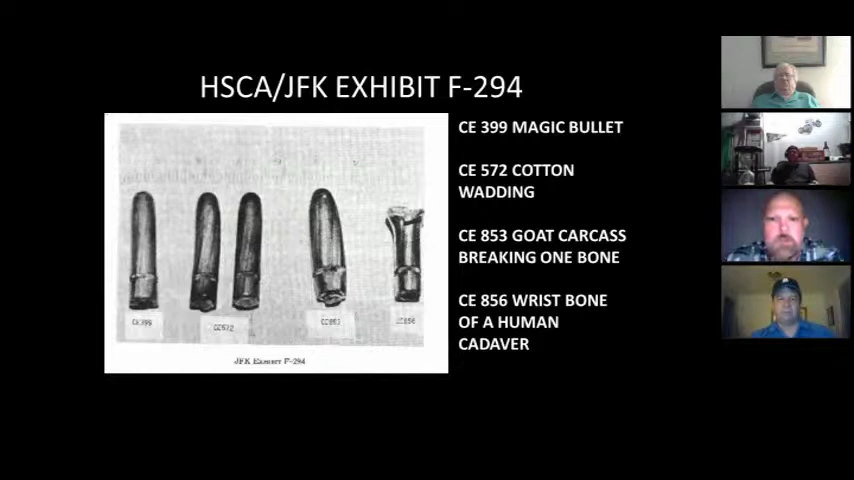 HSCA/JFK EXHIBIT F-294
CE 399 MAGIC BULLET
CE 572 COTTON
WADDING
CE 853 GOAT CARCASS
BREAKING ONE BONE
CE 856 WRIST BONE
OF A HUMAN
CADAVER
CE399
CE572
CE853
CE856
JFK EXHIBIT F-294